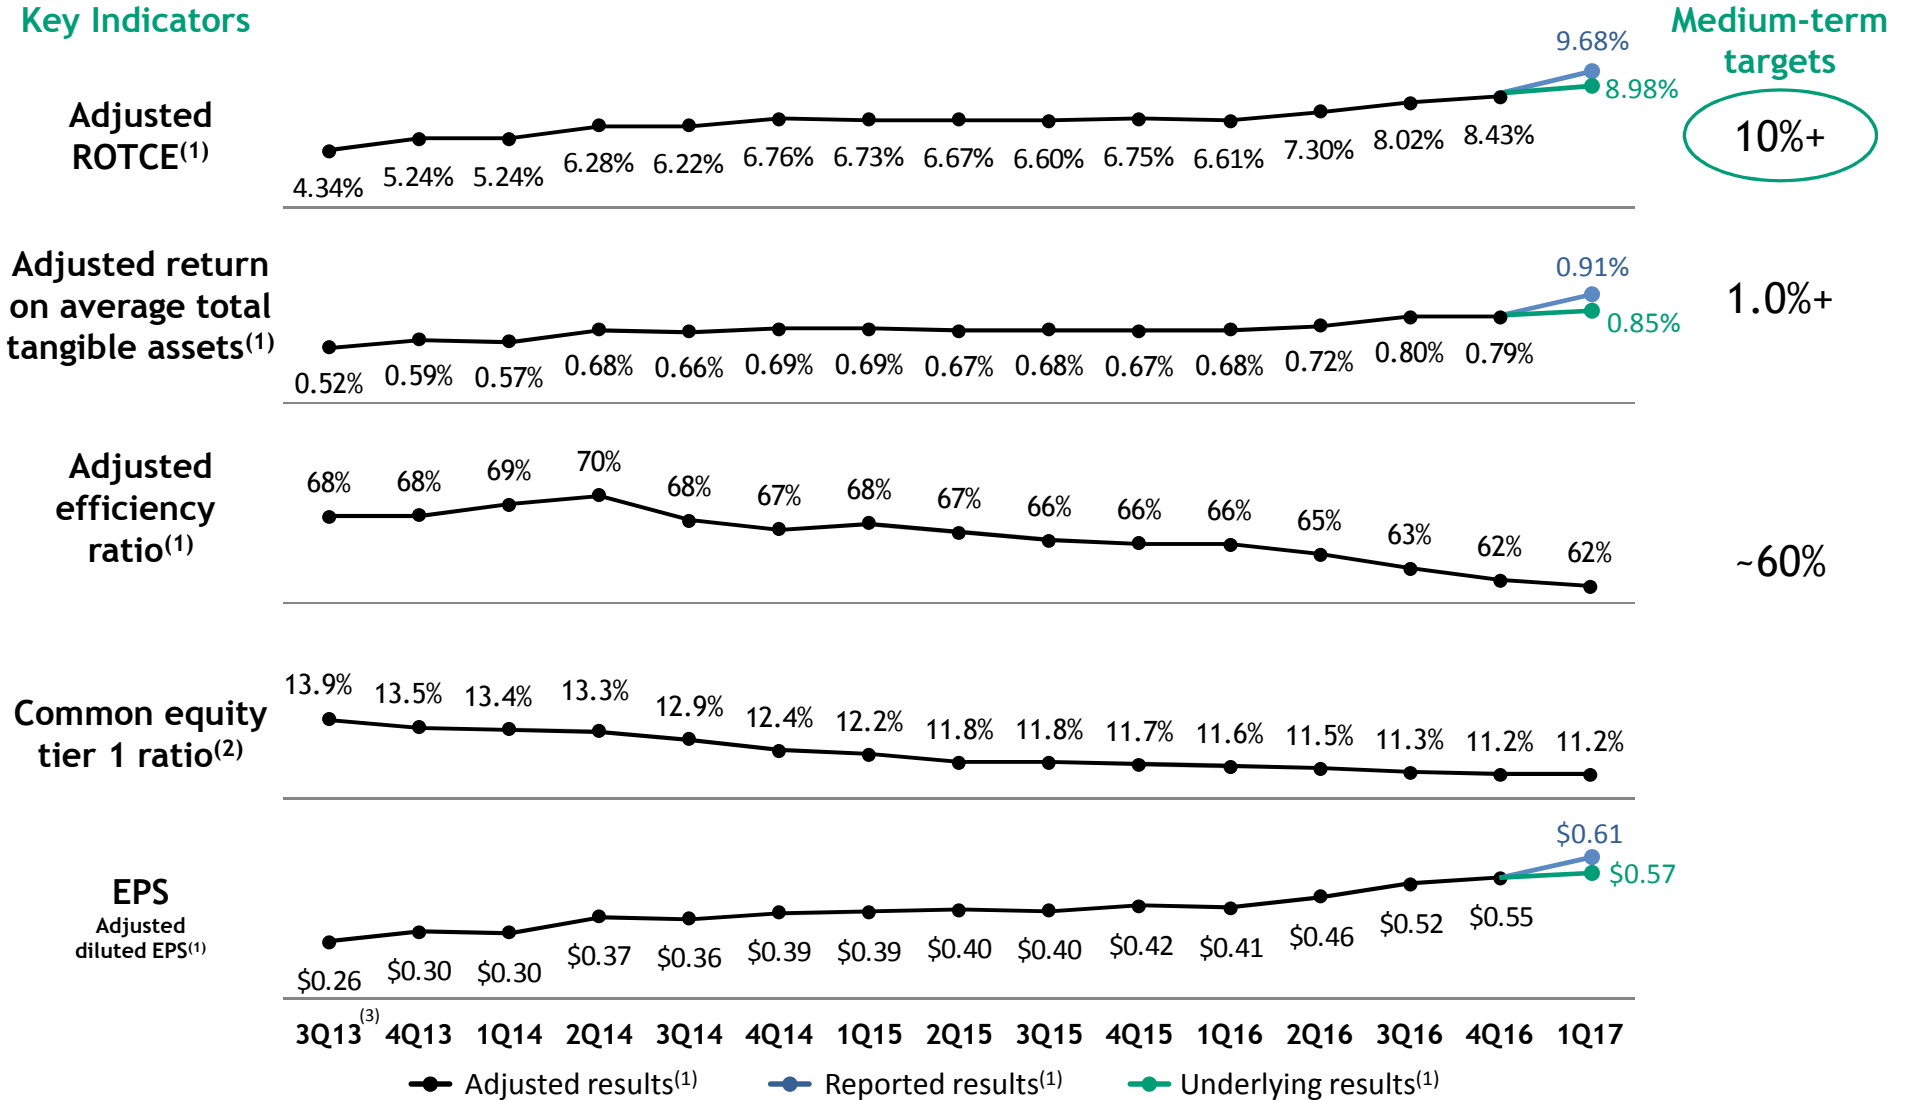 Key Indicators
Medium-term
targets
Adjusted
ROTCE(1)
9.68%
8.98%
4.34% 5.24% 5.24% 6.28% 6.22% 6.76% 6.73% 6.67% 6.60% 6.75% 6.61% 7.30% 8.02% 8.43%
10%+
Adjusted return
on average total
tangible assets(1)
0.91%
0.85%
0.52% 0.59% 0.57% 0.68% 0.66% 0.69% 0.69% 0.67% 0.68% 0.67% 0.68% 0.72% 0.80% 0.79%
1.0%+
Adjusted
efficiency
ratio(1)
68% 68% 69% 70% 68% 67% 68% 67% 66% 66% 66% 65% 63% 62% 62%
~60%
Common equity
tier 1 ratio(2)
13.9% 13.5% 13.4% 13.3% 12.9% 12.4% 12.2% 11.8% 11.8% 11.7% 11.6% 11.5% 11.3% 11.2% 11.2%
EPS
Adjusted
diluted EPS(1)
$0.61
$0.57
$0.26 $0.30 $0.30 $0.37 $0.36 $0.39 $0.39 $0.40 $0.40 $0.42 $0.41 $0.46 $0.52 $0.55
3Q13(3) 4Q13 1Q14 2Q14 3Q14 4Q14 1Q15 2Q15 3Q15 4Q15 1Q16 2Q16 3Q16 4Q16 1Q17
Adjusted results(1) Reported results(1) Underlying results(1)